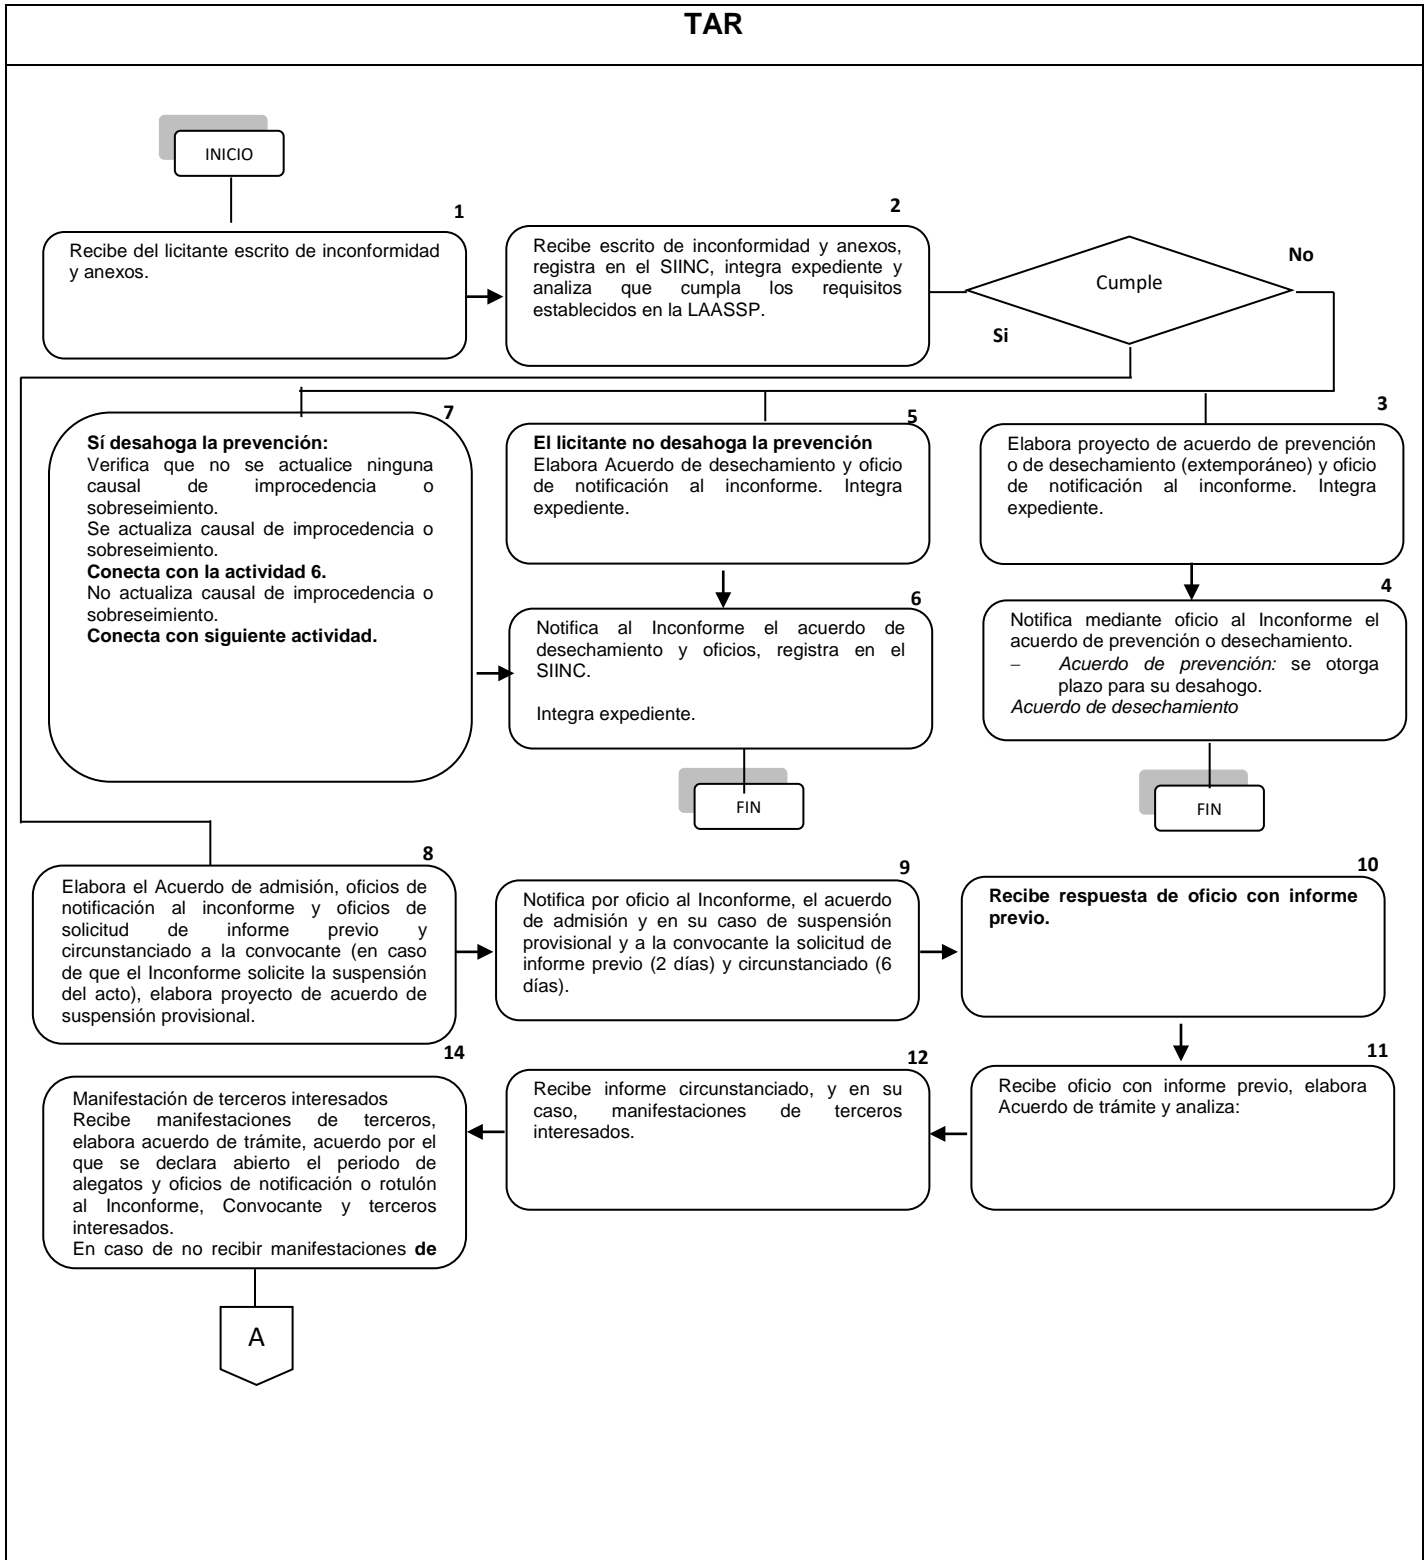 TAR
INICIO
1
Recibe del licitante escrito de inconformidad
y anexos.
2
Recibe escrito de inconformidad y anexos,
registra en el SIINC, integra expediente y
analiza que cumpla los requisitos
establecidos en la LAASSP.
Cumple
No
Si
7
Sí desahoga la prevención:
Verifica que no se actualice ninguna
causal de improcedencia o
sobreseimiento.
Se actualiza causal de improcedencia o
sobreseimiento.
Conecta con la actividad 6.
No actualiza causal de improcedencia o
sobreseimiento.
Conecta con siguiente actividad.
5
El licitante no desahoga la prevención
Elabora Acuerdo de desechamiento y oficio
de notificación al inconforme. Integra
expediente.
3
Elabora proyecto de acuerdo de prevención
o de desechamiento (extemporáneo) y oficio
de notificación al inconforme. Integra
expediente.
6
Notifica al Inconforme el acuerdo de
desechamiento y oficios, registra en el
SIINC.
Integra expediente.
4
Notifica mediante oficio al Inconforme el
acuerdo de prevención o desechamiento.
– Acuerdo de prevención: se otorga
plazo para su desahogo.
Acuerdo de desechamiento
FIN
FIN
8
Elabora el Acuerdo de admisión, oficios de
notificación al inconforme y oficios de
solicitud de informe previo y
circunstanciado a la convocante (en caso
de que el Inconforme solicite la suspensión
del acto), elabora proyecto de acuerdo de
suspensión provisional.
9
Notifica por oficio al Inconforme, el acuerdo
de admisión y en su caso de suspensión
provisional y a la convocante la solicitud de
informe previo (2 días) y circunstanciado (6
días).
10
Recibe respuesta de oficio con informe
previo.
11
Recibe oficio con informe previo, elabora
Acuerdo de trámite y analiza:
12
Recibe informe circunstanciado, y en su
caso, manifestaciones de terceros
interesados.
14
Manifestación de terceros interesados
Recibe manifestaciones de terceros,
elabora acuerdo de trámite, acuerdo por el
que se declara abierto el periodo de
alegatos y oficios de notificación o rotulón
al Inconforme, Convocante y terceros
interesados.
En caso de no recibir manifestaciones de
A